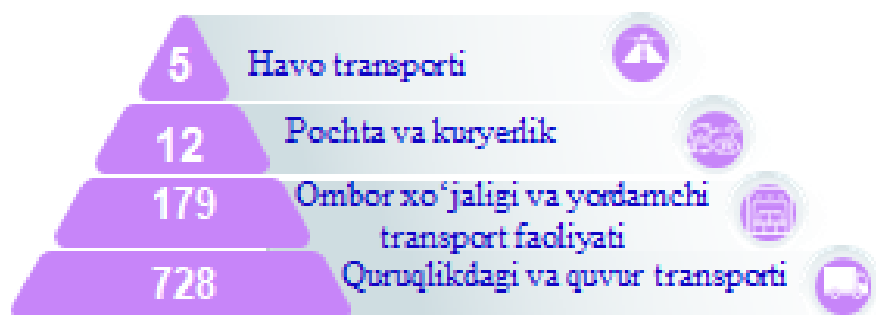 5 Havo transporti
12 Pochta va kuryerlik
179 Ombor xo‘jaligi va yordamchi
transport faoliyati
728 Quruqlikdagi va quvur transporti